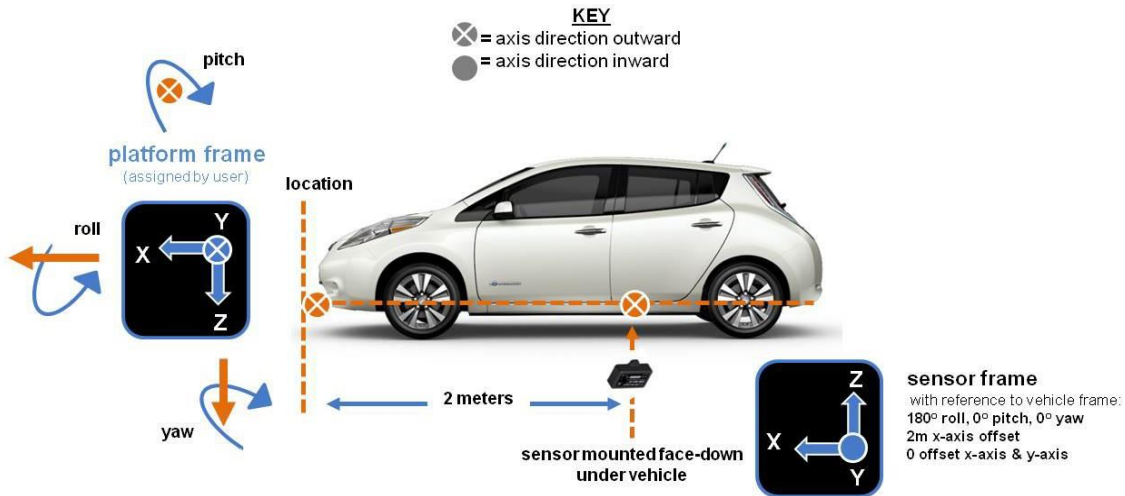 KEY
= axis direction outward
= axis direction inward
pitch
platform frame
(assigned by user)
location
roll
Y
X
Z
yaw
2 meters
sensor mounted face-down
under vehicle
Z
X
Y
sensor frame
with reference to vehicle frame:
180º roll, 0º pitch, 0º yaw
2m x-axis offset
0 offset x-axis & y-axis